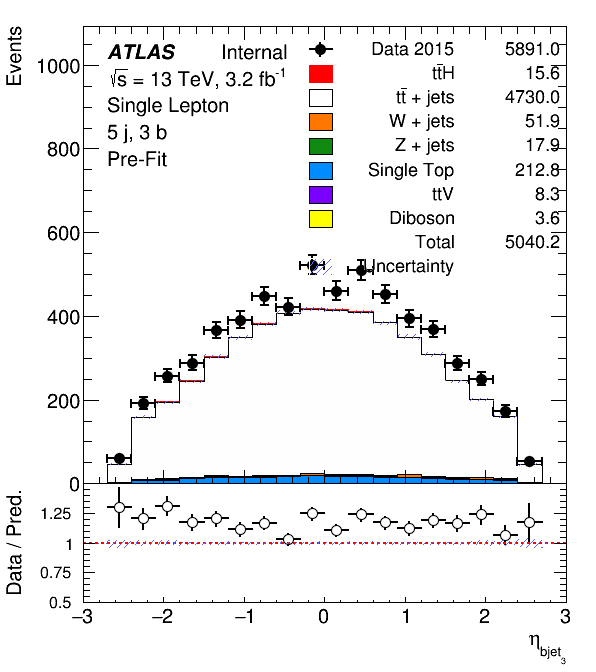 Events
ATLAS Internal
√s = 13 TeV, 3.2 fb⁻¹
Single Lepton
5 j, 3 b
Pre-Fit
Data 2015 5891.0
tt̄H 15.6
tt̄ + jets 4730.0
W + jets 51.9
Z + jets 17.9
Single Top 212.8
ttV 8.3
Diboson 3.6
Total 5040.2
Uncertainty
1000
800
600
400
200
0
Data / Pred.
1.25
1
0.75
0.5
−3 −2 −1 0 1 2 3
η_bjet₃